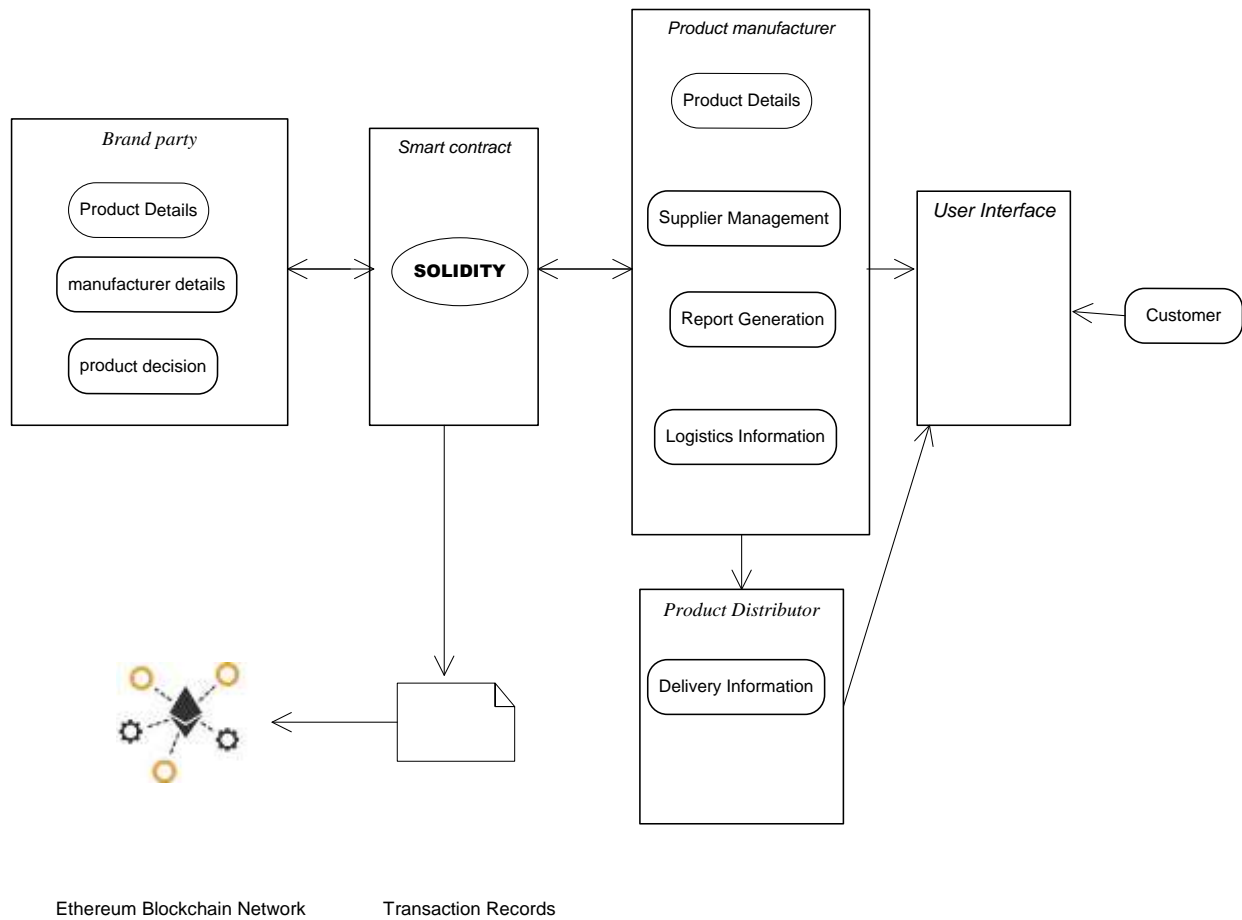 Product manufacturer
Product Details
Supplier Management
Report Generation
Logistics Information
Brand party
Product Details
manufacturer details
product decision
Smart contract
SOLIDITY
User Interface
Customer
Product Distributor
Delivery Information
Ethereum Blockchain Network
Transaction Records